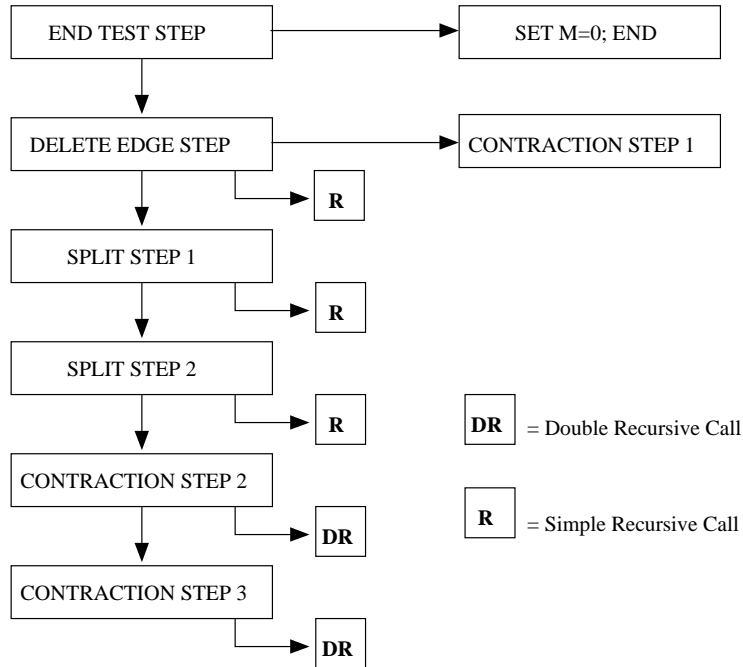 END TEST STEP
SET M=0; END
DELETE EDGE STEP
CONTRACTION STEP 1
R
SPLIT STEP 1
R
SPLIT STEP 2
R
DR = Double Recursive Call
CONTRACTION STEP 2
DR
R = Simple Recursive Call
CONTRACTION STEP 3
DR